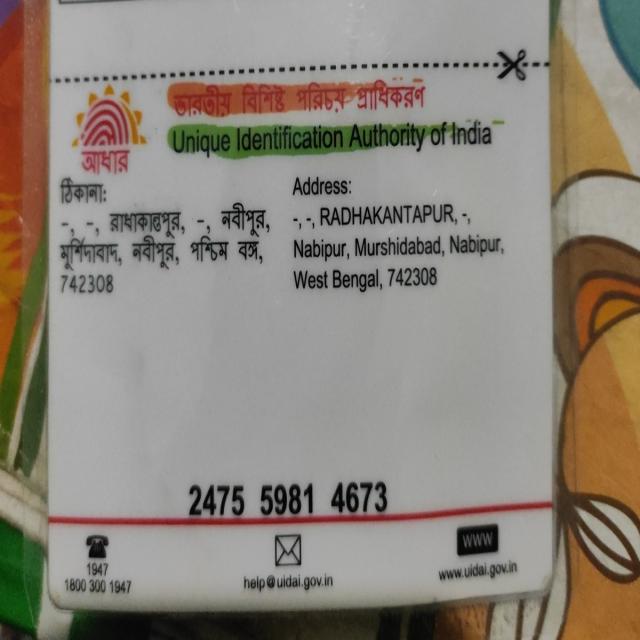 ভারতীয় বিশিষ্ট পরিচয় প্রাধিকরণ
Unique Identification Authority of India
আধার
ঠিকানা:
-, -, রাধাকান্তপুর, -, নবীপুর,
মুর্শিদাবাদ, নবীপুর, পশ্চিম বঙ্গ,
742308
Address:
-, -, RADHAKANTAPUR, -,
Nabipur, Murshidabad, Nabipur,
West Bengal, 742308
2475 5981 4673
1947
1800 300 1947
help@uidai.gov.in
WWW
www.uidai.gov.in